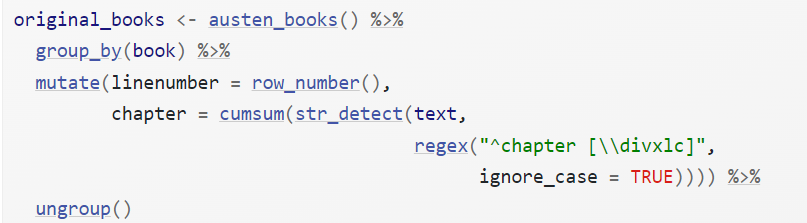 original_books <- austen_books() %>%
  group_by(book) %>%
  mutate(linenumber = row_number(),
         chapter = cumsum(str_detect(text,
                                     regex("^chapter [\\divxlc]",
                                           ignore_case = TRUE)))) %>%
  ungroup()